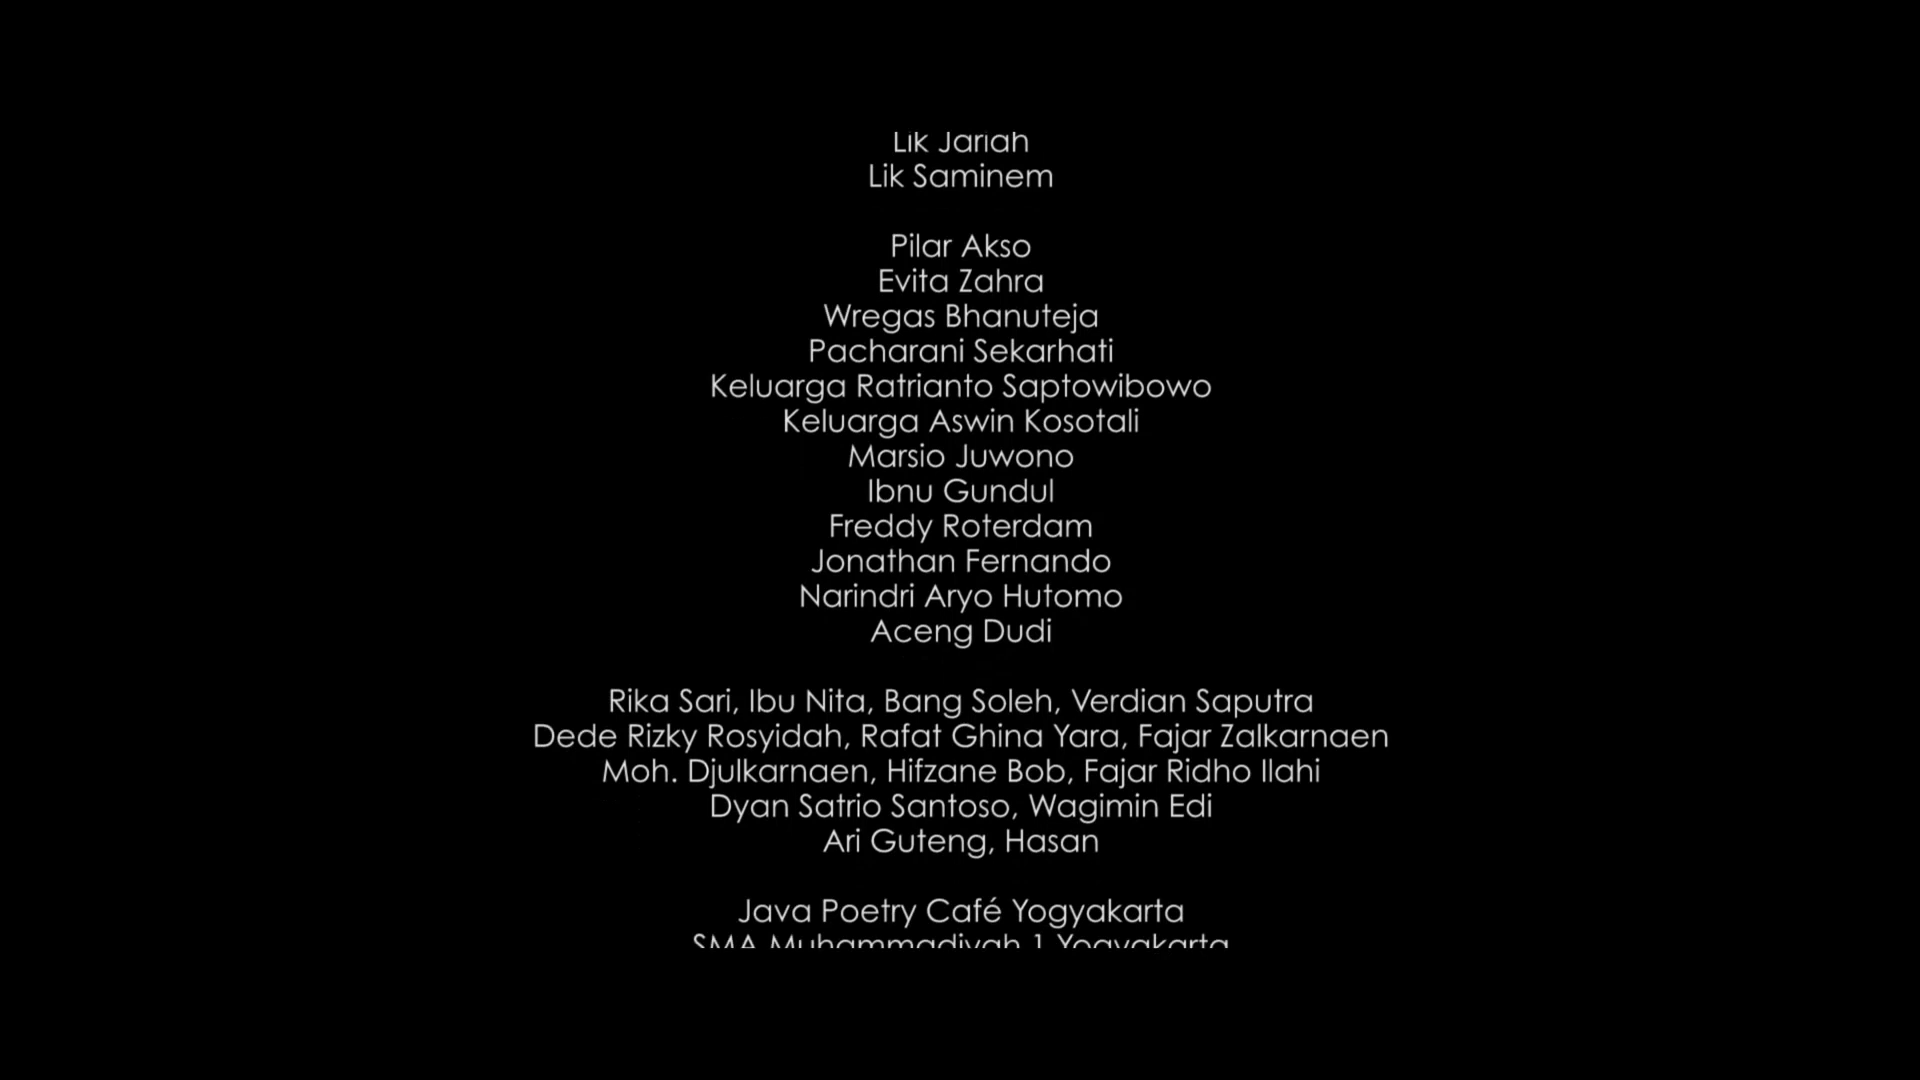 Lik Jariah
Lik Saminem
Pilar Akso
Evita Zahra
Wregas Bhanuteja
Pacharani Sekarhati
Keluarga Ratrianto Saptowibowo
Keluarga Aswin Kosotali
Marsio Juwono
Ibnu Gundul
Freddy Roterdam
Jonathan Fernando
Narindri Aryo Hutomo
Aceng Dudi
Rika Sari, Ibu Nita, Bang Soleh, Verdian Saputra
Dede Rizky Rosyidah, Rafat Ghina Yara, Fajar Zalkarnaen
Moh. Djulkarnaen, Hifzane Bob, Fajar Ridho Ilahi
Dyan Satrio Santoso, Wagimin Edi
Ari Guteng, Hasan
Java Poetry Café Yogyakarta
SMA Muhammadiyah 1 Yogyakarta